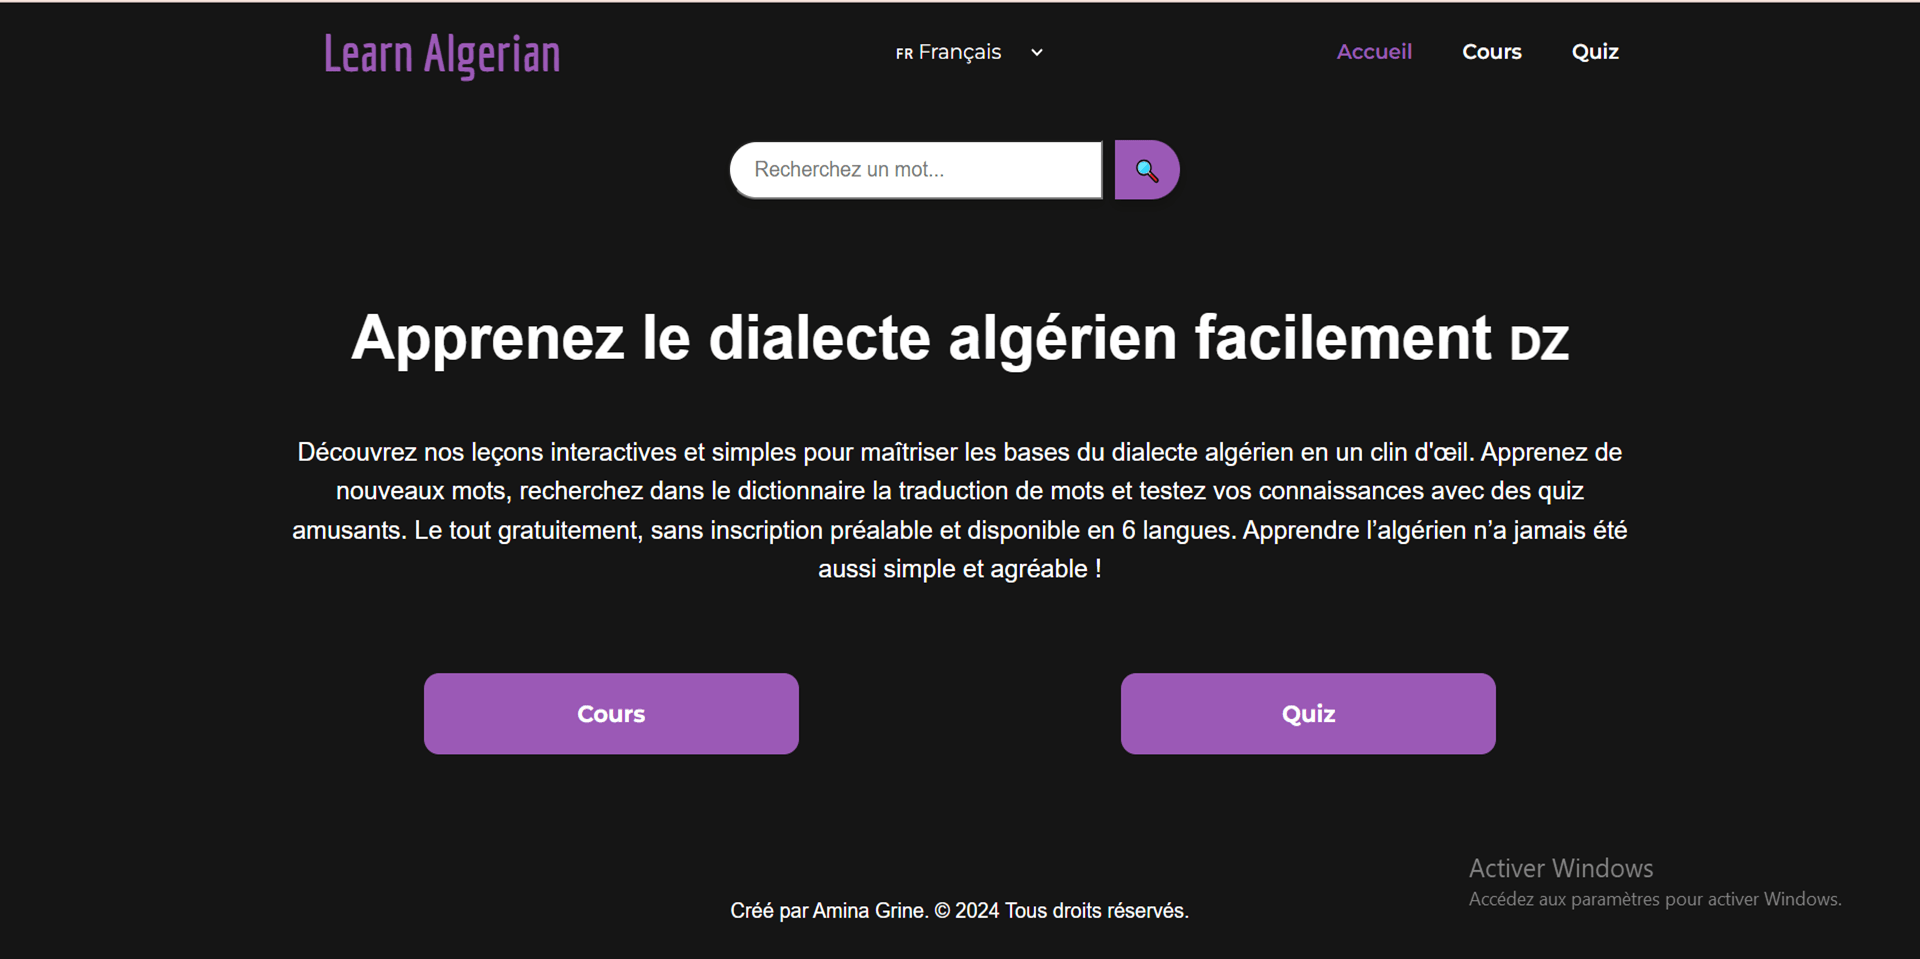 Learn Algerian
FR Français
Accueil
Cours
Quiz
Recherchez un mot...
Apprenez le dialecte algérien facilement DZ
Découvrez nos leçons interactives et simples pour maîtriser les bases du dialecte algérien en un clin d'œil. Apprenez de
nouveaux mots, recherchez dans le dictionnaire la traduction de mots et testez vos connaissances avec des quiz
amusants. Le tout gratuitement, sans inscription préalable et disponible en 6 langues. Apprendre l’algérien n’a jamais été
aussi simple et agréable !
Cours
Quiz
Activer Windows
Accédez aux paramètres pour activer Windows.
Créé par Amina Grine. © 2024 Tous droits réservés.